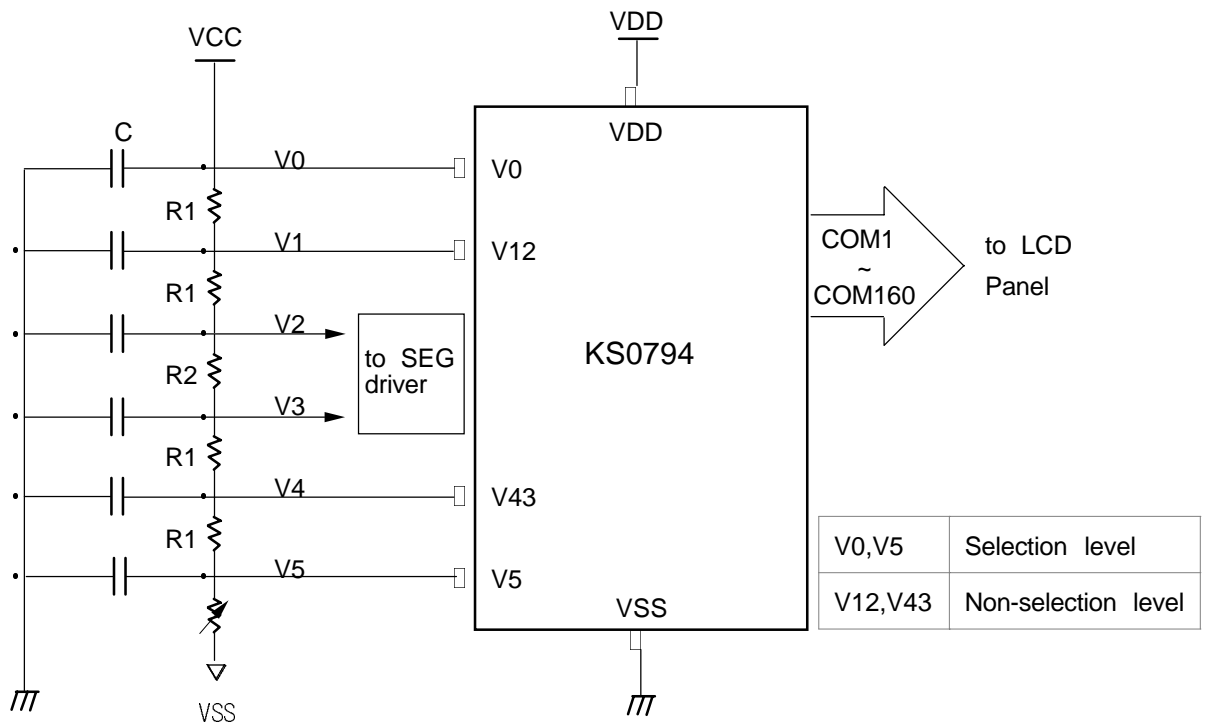 VCC
VDD
C
VDD
V0
V0
R1
V1
V12
COM1
~
COM160
to LCD
Panel
R1
V2
to SEG
driver
KS0794
R2
V3
R1
V4
V43
R1
V0,V5 Selection level
V5
V5
V12,V43 Non-selection level
VSS
VSS